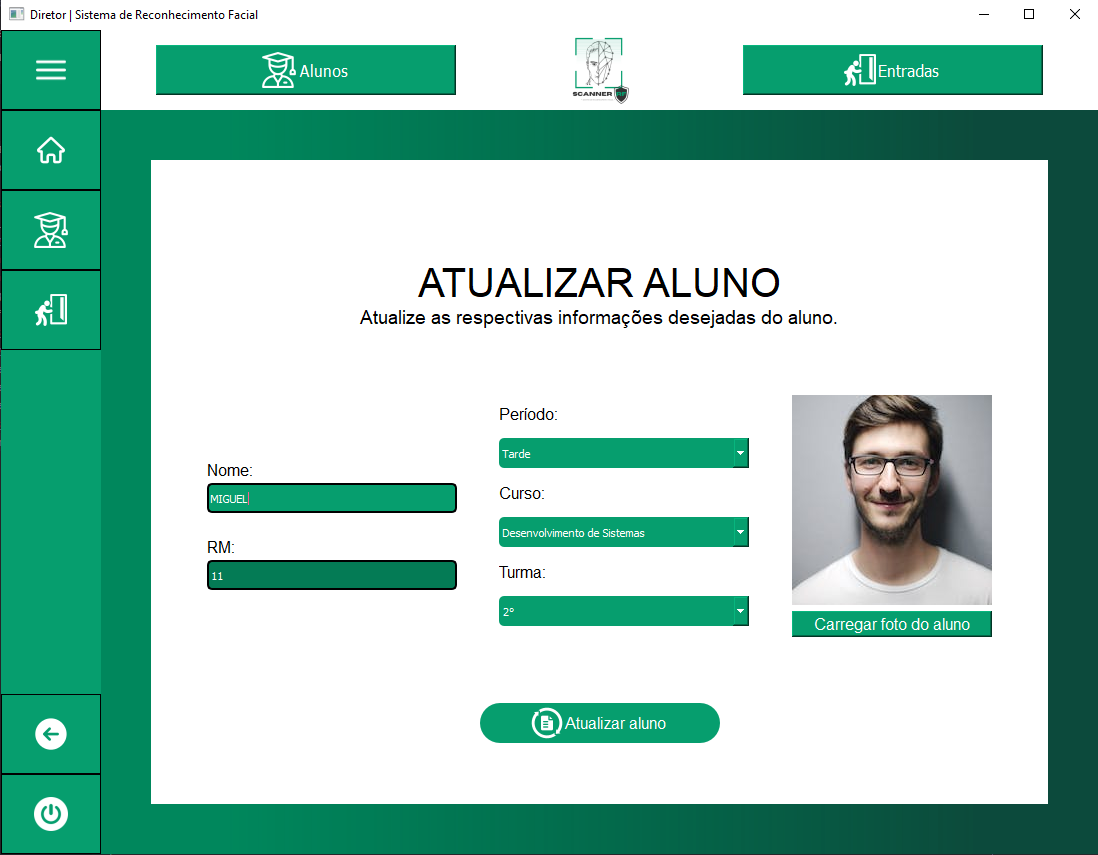 Diretor | Sistema de Reconhecimento Facial
Alunos
SCANNER
Entradas
ATUALIZAR ALUNO
Atualize as respectivas informações desejadas do aluno.
Nome:
MIGUEL
RM:
11
Período:
Tarde
Curso:
Desenvolvimento de Sistemas
Turma:
2º
Carregar foto do aluno
Atualizar aluno